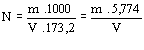 N = m .1000 / V .173,2 = m .5,774 / V